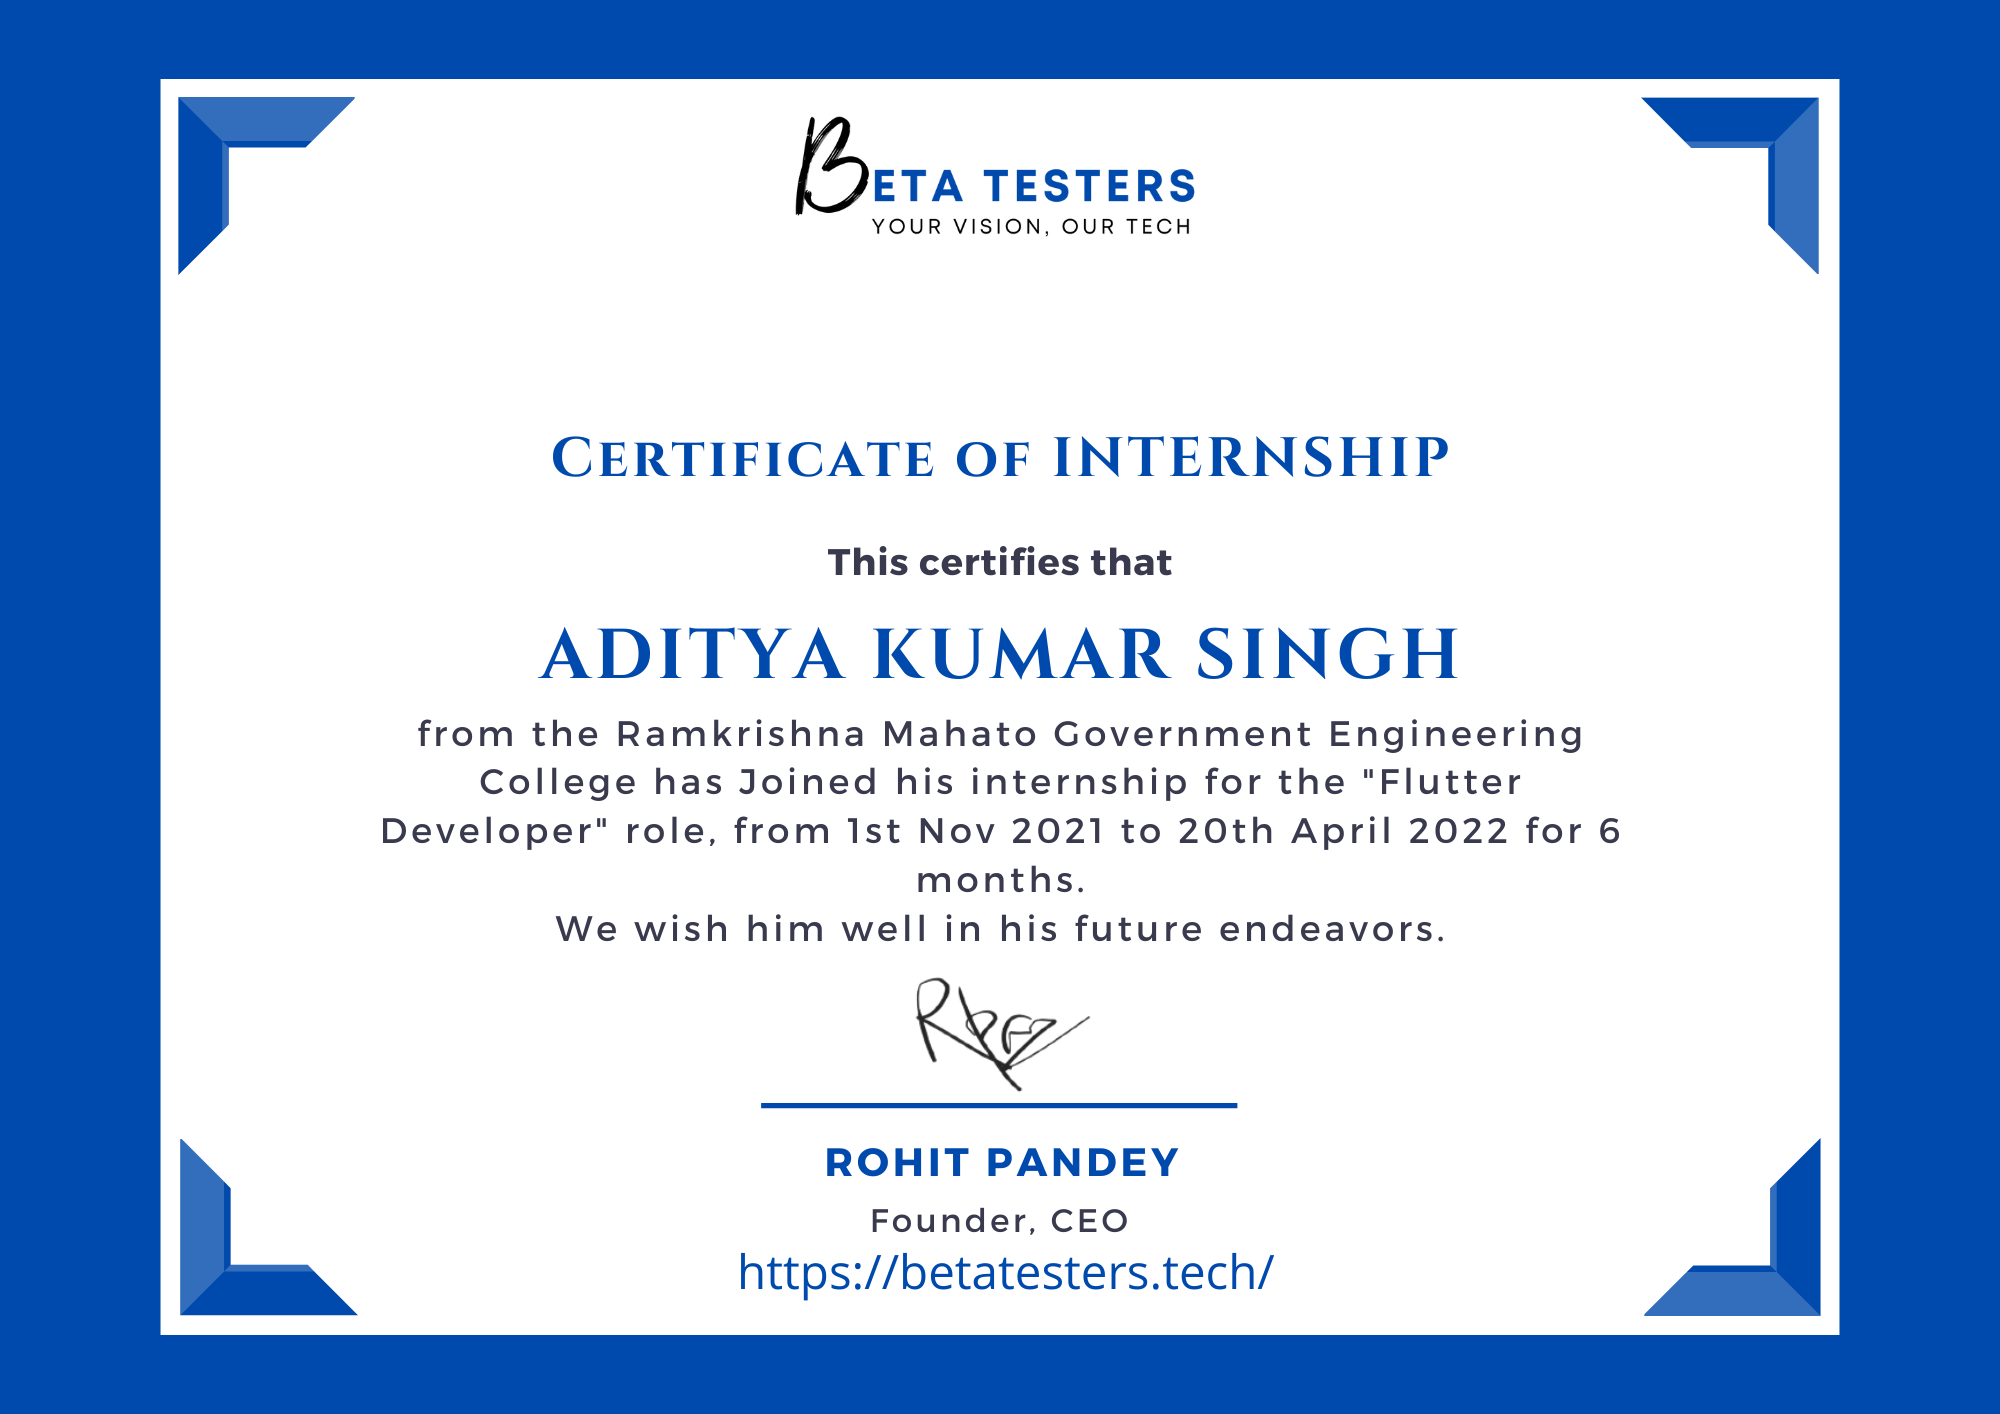 BETA TESTERS
YOUR VISION, OUR TECH
Certificate of INTERNSHIP
This certifies that
ADITYA KUMAR SINGH
from the Ramkrishna Mahato Government Engineering
College has Joined his internship for the "Flutter
Developer" role, from 1st Nov 2021 to 20th April 2022 for 6
months.
We wish him well in his future endeavors.
ROHIT PANDEY
Founder, CEO
https://betatesters.tech/